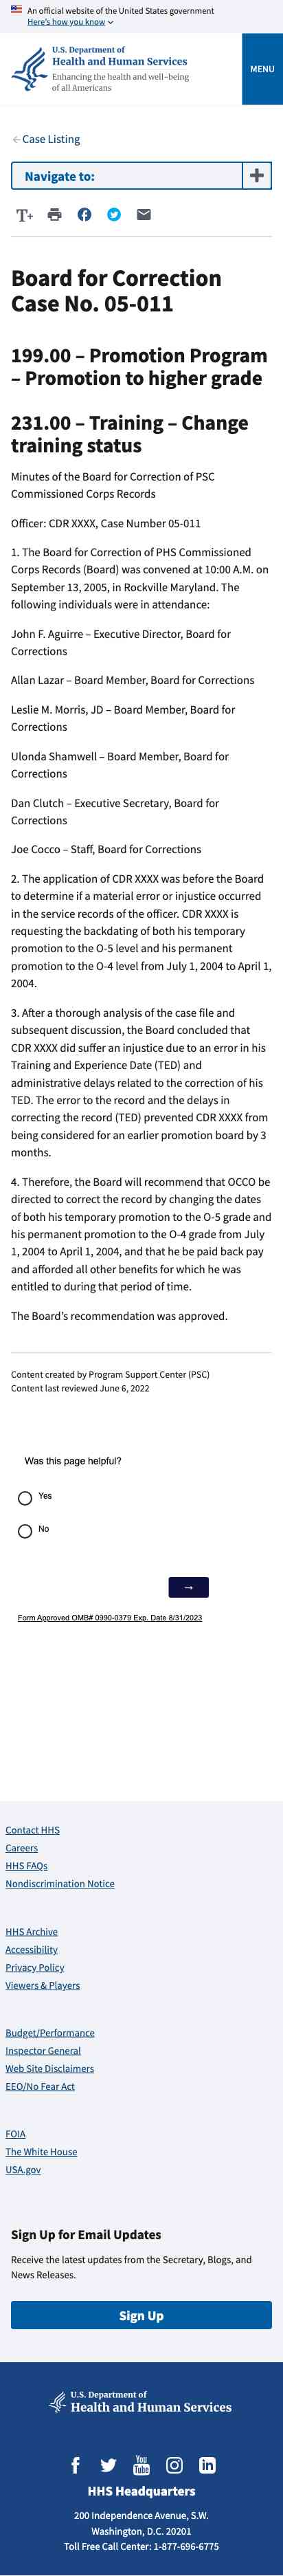 An official website of the United States government
Here's how you know
U.S. Department of
Health and Human Services
Enhancing the health and well-being
of all Americans
MENU
Case Listing
Navigate to:
T+
Board for Correction
Case No. 05-011
199.00 – Promotion Program
– Promotion to higher grade
231.00 – Training – Change
training status
Minutes of the Board for Correction of PSC
Commissioned Corps Records
Officer: CDR XXXX, Case Number 05-011
1. The Board for Correction of PHS Commissioned
Corps Records (Board) was convened at 10:00 A.M. on
September 13, 2005, in Rockville Maryland. The
following individuals were in attendance:
John F. Aguirre – Executive Director, Board for
Corrections
Allan Lazar – Board Member, Board for Corrections
Leslie M. Morris, JD – Board Member, Board for
Corrections
Ulonda Shamwell – Board Member, Board for
Corrections
Dan Clutch – Executive Secretary, Board for
Corrections
Joe Cocco – Staff, Board for Corrections
2. The application of CDR XXXX was before the Board
to determine if a material error or injustice occurred
in the service records of the officer. CDR XXXX is
requesting the backdating of both his temporary
promotion to the O-5 level and his permanent
promotion to the O-4 level from July 1, 2004 to April 1,
2004.
3. After a thorough analysis of the case file and
subsequent discussion, the Board concluded that
CDR XXXX did suffer an injustice due to an error in his
Training and Experience Date (TED) and
administrative delays related to the correction of his
TED. The error to the record and the delays in
correcting the record (TED) prevented CDR XXXX from
being considered for an earlier promotion board by 3
months.
4. Therefore, the Board will recommend that OCCO be
directed to correct the record by changing the dates
of both his temporary promotion to the O-5 grade and
his permanent promotion to the O-4 grade from July
1, 2004 to April 1, 2004, and that he be paid back pay
and afforded all other benefits for which he was
entitled to during that period of time.
The Board's recommendation was approved.
Content created by Program Support Center (PSC)
Content last reviewed June 6, 2022
Was this page helpful?
Yes
No
→
Form Approved OMB# 0990-0379 Exp. Date 8/31/2023
Contact HHS
Careers
HHS FAQs
Nondiscrimination Notice
HHS Archive
Accessibility
Privacy Policy
Viewers & Players
Budget/Performance
Inspector General
Web Site Disclaimers
EEO/No Fear Act
FOIA
The White House
USA.gov
Sign Up for Email Updates
Receive the latest updates from the Secretary, Blogs, and
News Releases.
Sign Up
U.S. Department of
Health and Human Services
You
Tube
HHS Headquarters
200 Independence Avenue, S.W.
Washington, D.C. 20201
Toll Free Call Center: 1-877-696-6775